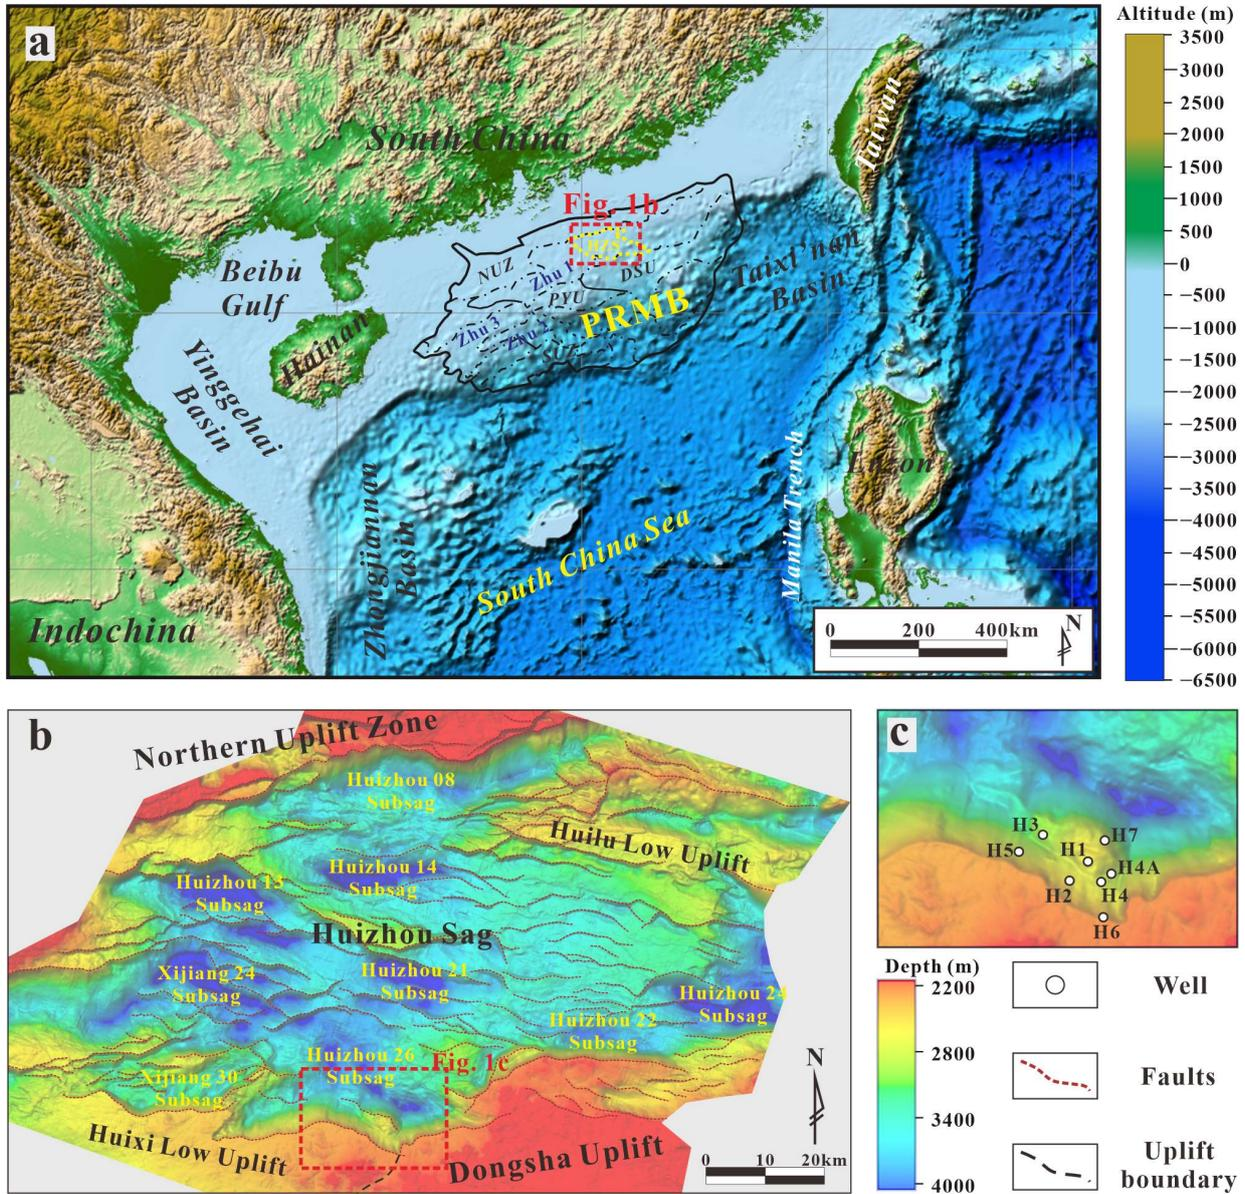 a
Altitude (m)
3500
3000
2500
2000
1500
1000
500
0
−500
−1000
−1500
−2000
−2500
−3000
−3500
−4000
−4500
−5000
−5500
−6000
−6500
South China
Taiwan
Fig. 1b
HZS
NUZ
Zhu 1
DSU
PYU
Zhu 3
Zhu 2
PRMB
Taixi'nan
Basin
Beibu
Gulf
Hainan
Yinggehai
Basin
Luzon
Manila Trench
South China Sea
Zhongjiannan
Basin
Indochina
0 200 400km
N
b
Northern Uplift Zone
Huizhou 08
Subsag
Huilu Low Uplift
Huizhou 14
Subsag
Huizhou 13
Subsag
Huizhou Sag
Xijiang 24
Subsag
Huizhou 21
Subsag
Huizhou 24
Subsag
Huizhou 22
Subsag
Huizhou 26
Subsag
Fig. 1c
Xijiang 30
Subsag
Huixi Low Uplift
Dongsha Uplift
N
0 10 20km
c
H3
H7
H5
H1
H4A
H2
H4
H6
Depth (m)
2200
2800
3400
4000
Well
Faults
Uplift
boundary